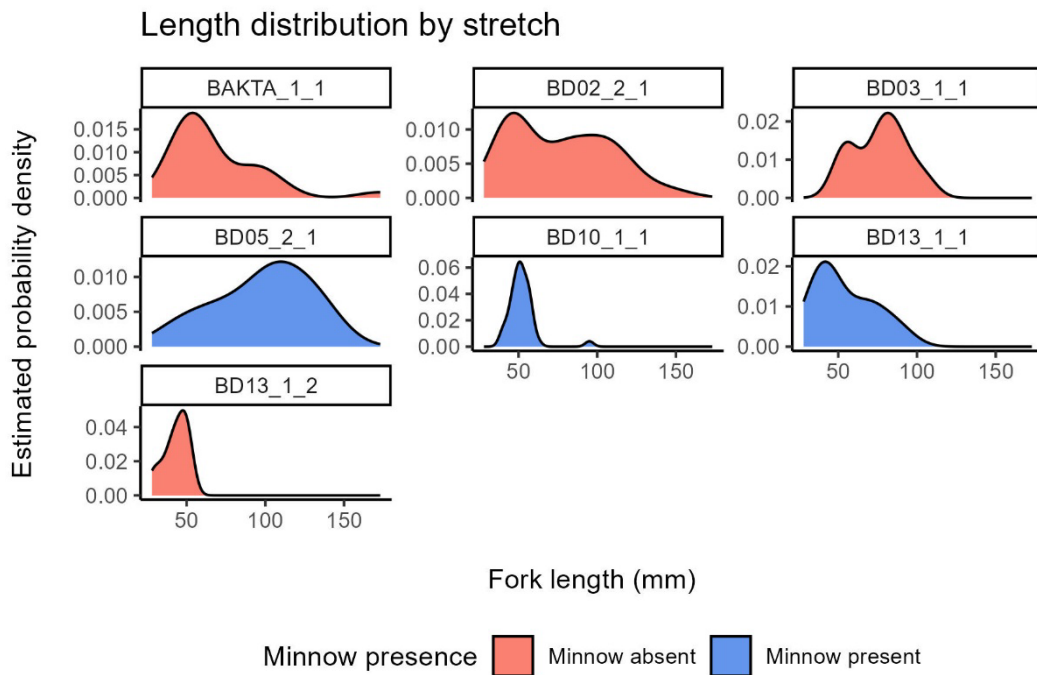 Length distribution by stretch
BAKTA_1_1
BD02_2_1
BD03_1_1
0.015
0.010
0.005
0.000
0.010
0.005
0.000
0.02
0.01
0.00
BD05_2_1
BD10_1_1
BD13_1_1
0.010
0.005
0.000
0.06
0.04
0.02
0.00
50 100 150
0.02
0.01
0.00
50 100 150
BD13_1_2
0.04
0.02
0.00
50 100 150
Estimated probability density
Fork length (mm)
Minnow presence Minnow absent Minnow present